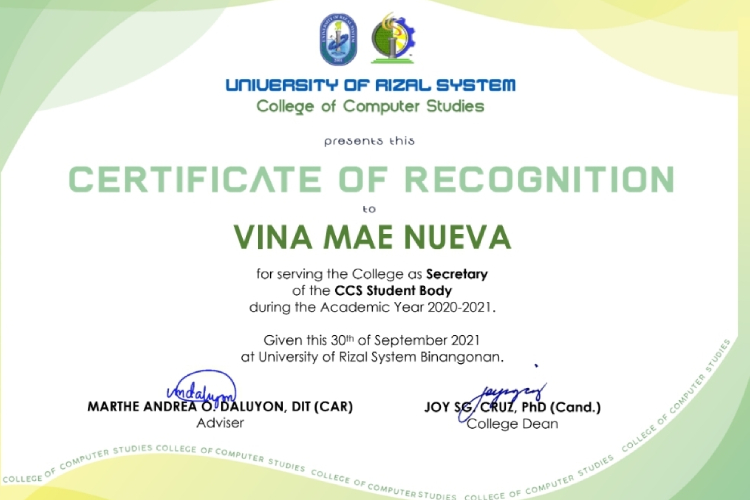 UNIVERSITY OF RIZAL SYSTEM
College of Computer Studies
presents this
CERTIFICATE OF RECOGNITION
to
VINA MAE NUEVA
for serving the College as Secretary
of the CCS Student Body
during the Academic Year 2020-2021.
Given this 30th of September 2021
at University of Rizal System Binangonan.
MARTHE ANDREA O. DALUYON, DIT (CAR)
Adviser
JOY SG. CRUZ, PhD (Cand.)
College Dean
COLLEGE OF COMPUTER STUDIES COLLEGE OF COMPUTER STUDIES COLLEGE OF COMPUTER STUDIES COLLEGE OF COMPUTER STUDIES COLLEGE OF COMPUTER STUDIES